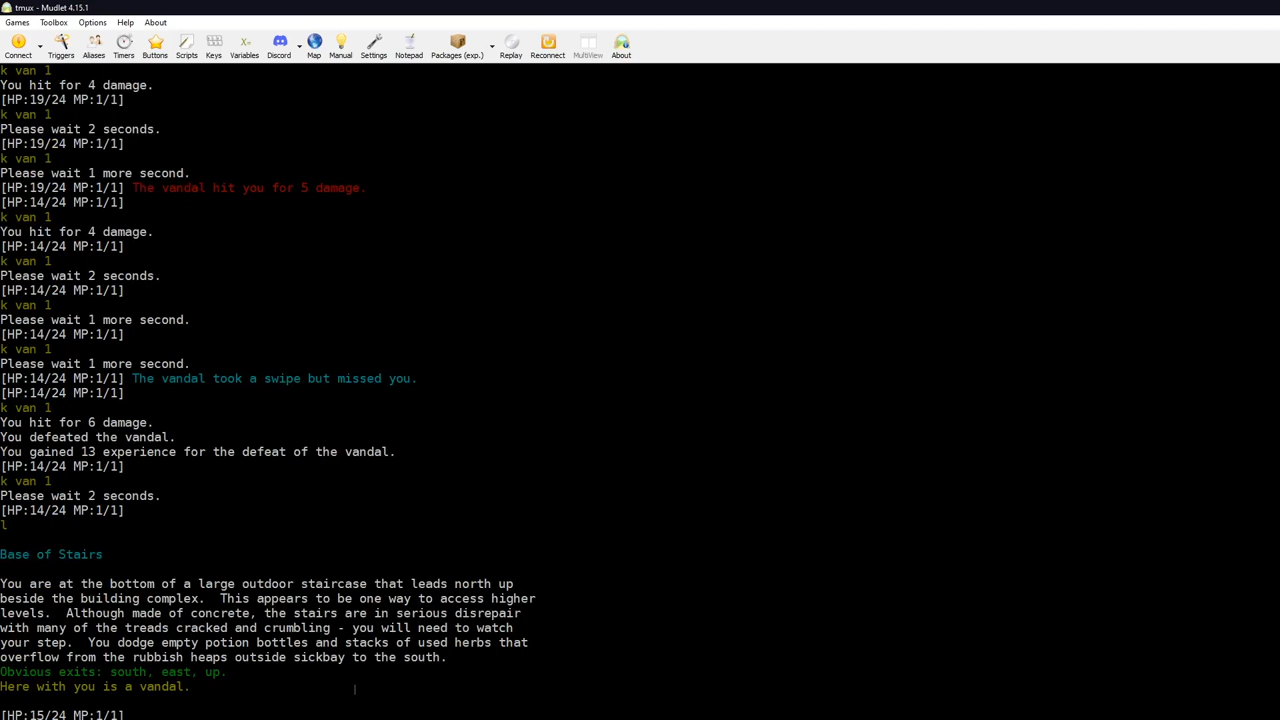 tmux - Mudlet 4.15.1
Games Toolbox Options Help About
Connect Triggers Aliases Timers Buttons Scripts Keys Variables Discord Map Manual Settings Notepad Packages (exp.) Replay Reconnect MultiView About
k van 1
You hit for 4 damage.
[HP:19/24 MP:1/1]
k van 1
Please wait 2 seconds.
[HP:19/24 MP:1/1]
k van 1
Please wait 1 more second.
[HP:19/24 MP:1/1] The vandal hit you for 5 damage.
[HP:14/24 MP:1/1]
k van 1
You hit for 4 damage.
[HP:14/24 MP:1/1]
k van 1
Please wait 2 seconds.
[HP:14/24 MP:1/1]
k van 1
Please wait 1 more second.
[HP:14/24 MP:1/1]
k van 1
Please wait 1 more second.
[HP:14/24 MP:1/1] The vandal took a swipe but missed you.
[HP:14/24 MP:1/1]
k van 1
You hit for 6 damage.
You defeated the vandal.
You gained 13 experience for the defeat of the vandal.
[HP:14/24 MP:1/1]
k van 1
Please wait 2 seconds.
[HP:14/24 MP:1/1]
l
Base of Stairs
You are at the bottom of a large outdoor staircase that leads north up
beside the building complex.  This appears to be one way to access higher
levels.  Although made of concrete, the stairs are in serious disrepair
with many of the treads cracked and crumbling - you will need to watch
your step.  You dodge empty potion bottles and stacks of used herbs that
overflow from the rubbish heaps outside sickbay to the south.
Obvious exits: south, east, up.
Here with you is a vandal.
[HP:15/24 MP:1/1]